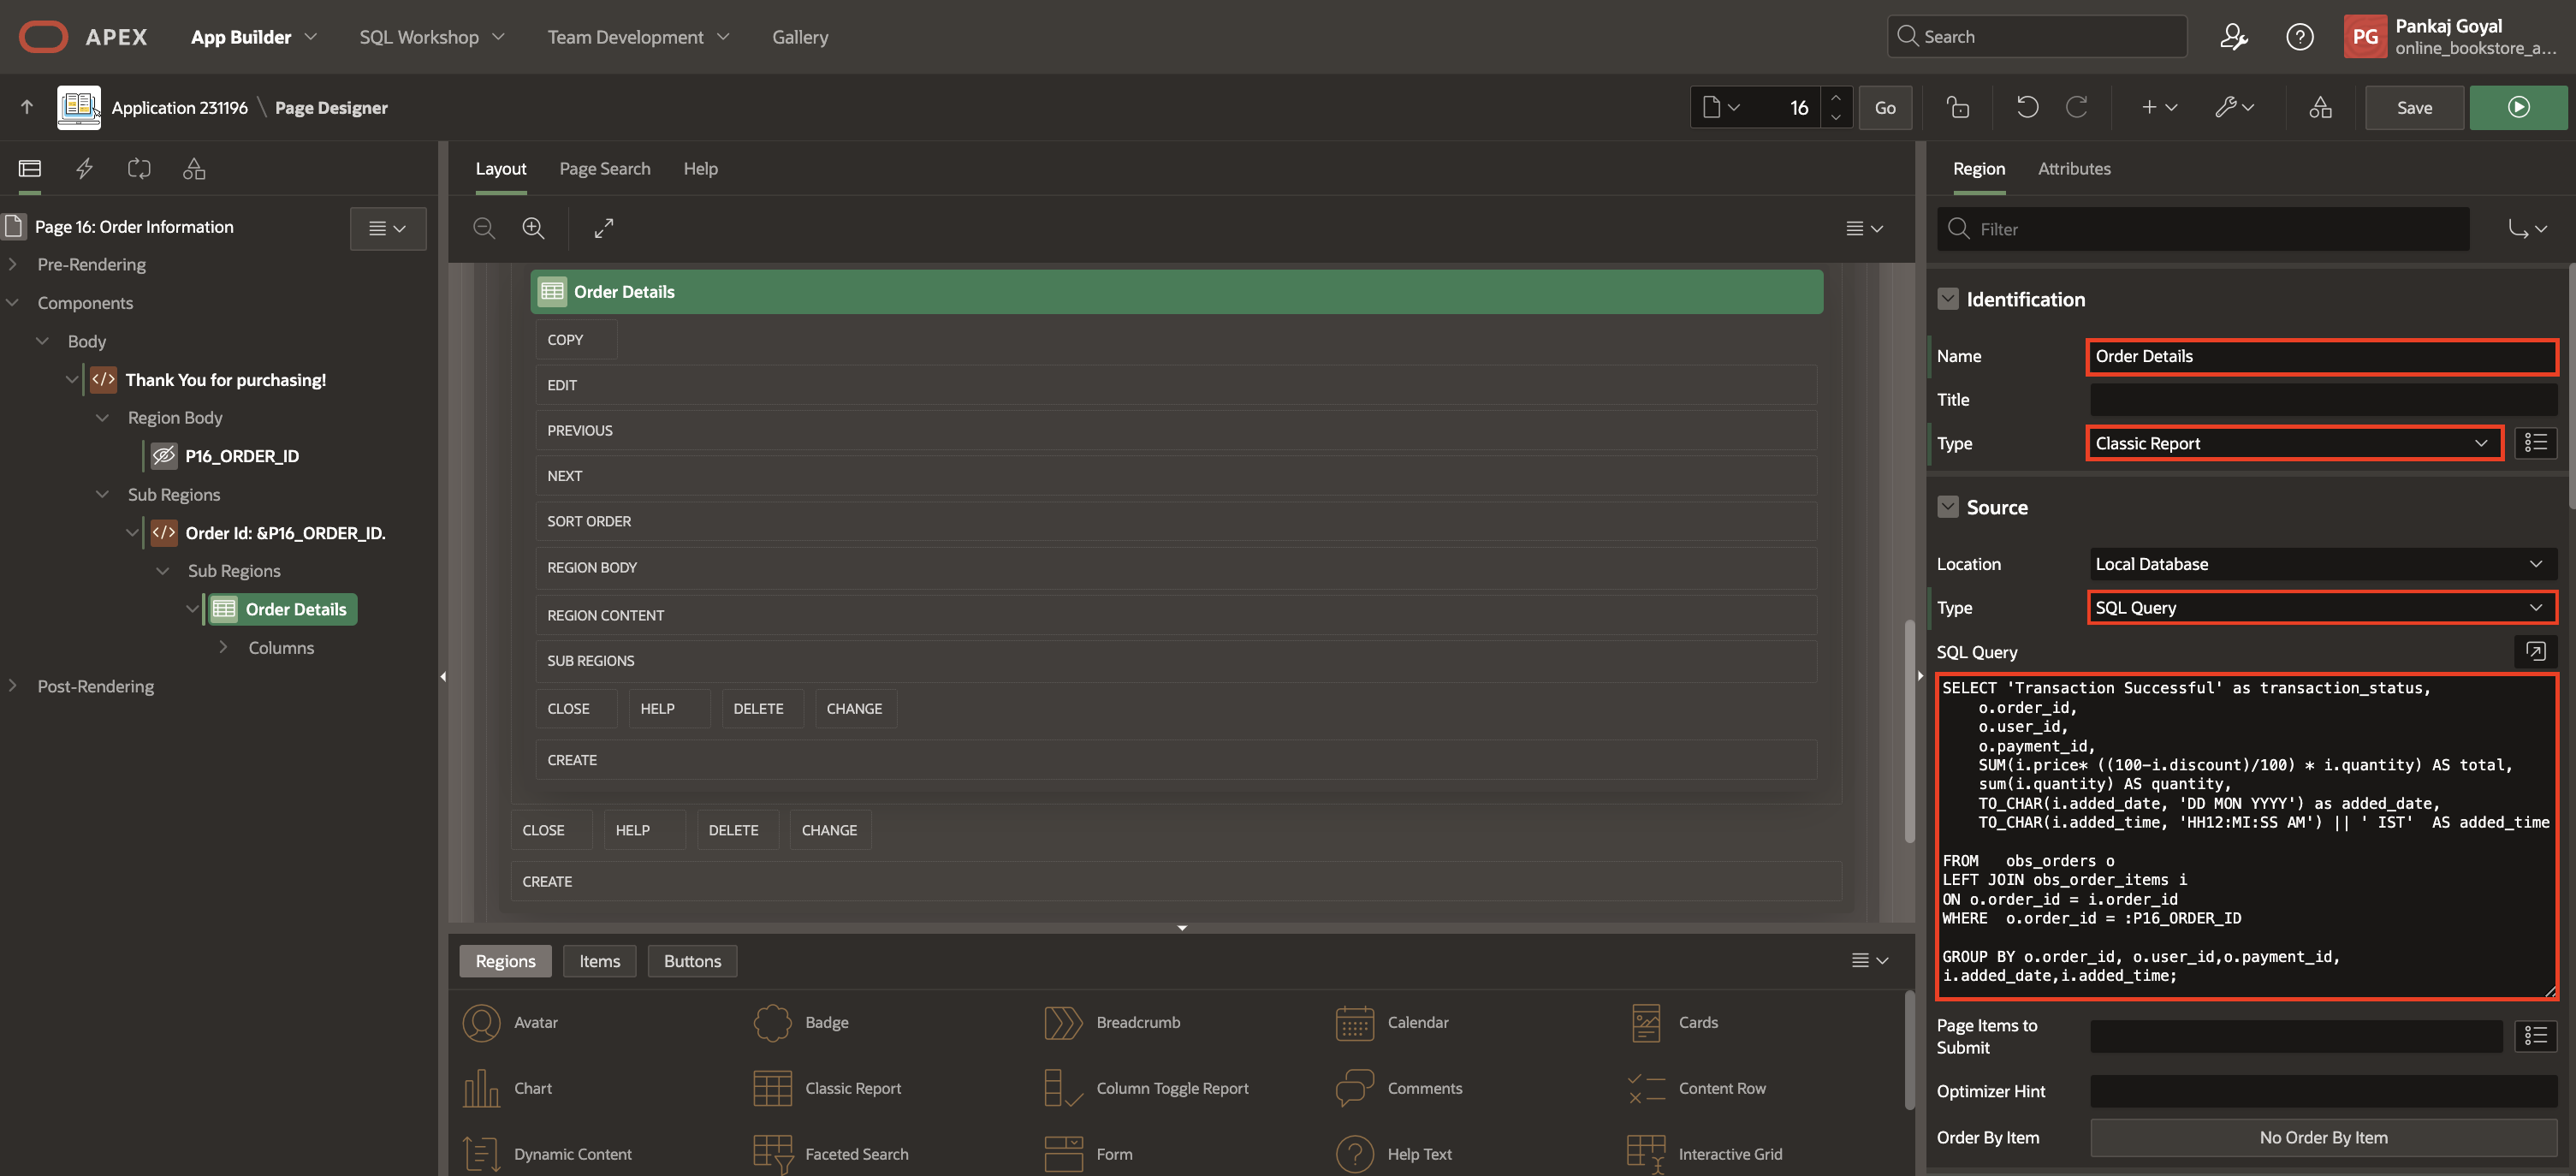 APEX App Builder SQL Workshop Team Development Gallery Search PG Pankaj Goyal
online_bookstore_a...
Application 231196 \ Page Designer 16 Go Save
Layout Page Search Help
Region Attributes
Page 16: Order Information
Filter
Pre-Rendering
Components
Body
Thank You for purchasing!
Region Body
P16_ORDER_ID
Sub Regions
Order Id: &P16_ORDER_ID.
Sub Regions
Order Details
Columns
Post-Rendering
Order Details
COPY
EDIT
PREVIOUS
NEXT
SORT ORDER
REGION BODY
REGION CONTENT
SUB REGIONS
CLOSE HELP DELETE CHANGE
CREATE
CLOSE HELP DELETE CHANGE
CREATE
Regions Items Buttons
Avatar Badge Breadcrumb Calendar Cards
Chart Classic Report Column Toggle Report Comments Content Row
Dynamic Content Faceted Search Form Help Text Interactive Grid
Identification
Name Order Details
Title
Type Classic Report
Source
Location Local Database
Type SQL Query
SQL Query
SELECT 'Transaction Successful' as transaction_status,
o.order_id,
o.user_id,
o.payment_id,
SUM(i.price* ((100-i.discount)/100) * i.quantity) AS total,
sum(i.quantity) AS quantity,
TO_CHAR(i.added_date, 'DD MON YYYY') as added_date,
TO_CHAR(i.added_time, 'HH12:MI:SS AM') || ' IST'  AS added_time
FROM   obs_orders o
LEFT JOIN obs_order_items i
ON o.order_id = i.order_id
WHERE  o.order_id = :P16_ORDER_ID
GROUP BY o.order_id, o.user_id,o.payment_id,
i.added_date,i.added_time;
Page Items to
Submit
Optimizer Hint
Order By Item No Order By Item